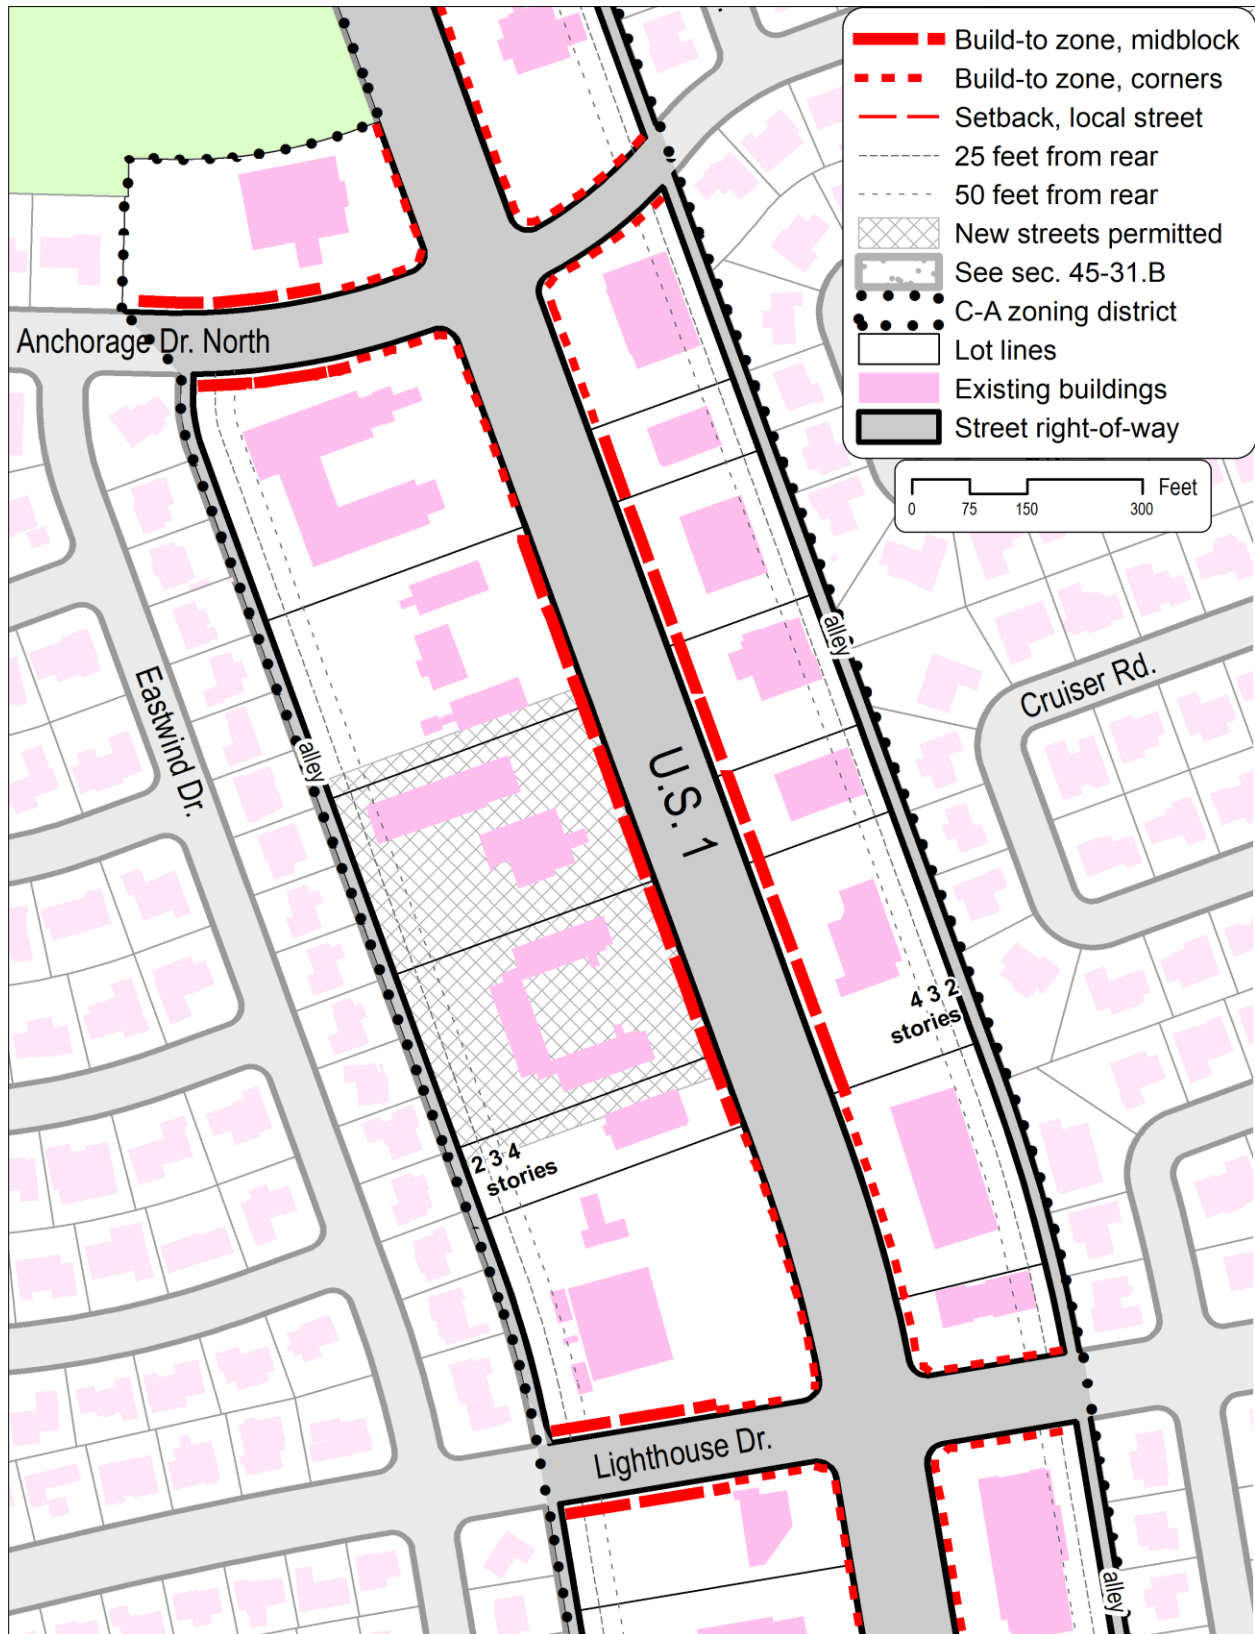 Build-to zone, midblock
Build-to zone, corners
Setback, local street
25 feet from rear
50 feet from rear
New streets permitted
See sec. 45-31.B
C-A zoning district
Lot lines
Existing buildings
Street right-of-way
Feet
0 75 150 300
Anchorage Dr. North
alley
Cruiser Rd.
Eastwind Dr.
alley
U.S. 1
4 3 2
stories
2 3 4
stories
Lighthouse Dr.
alley